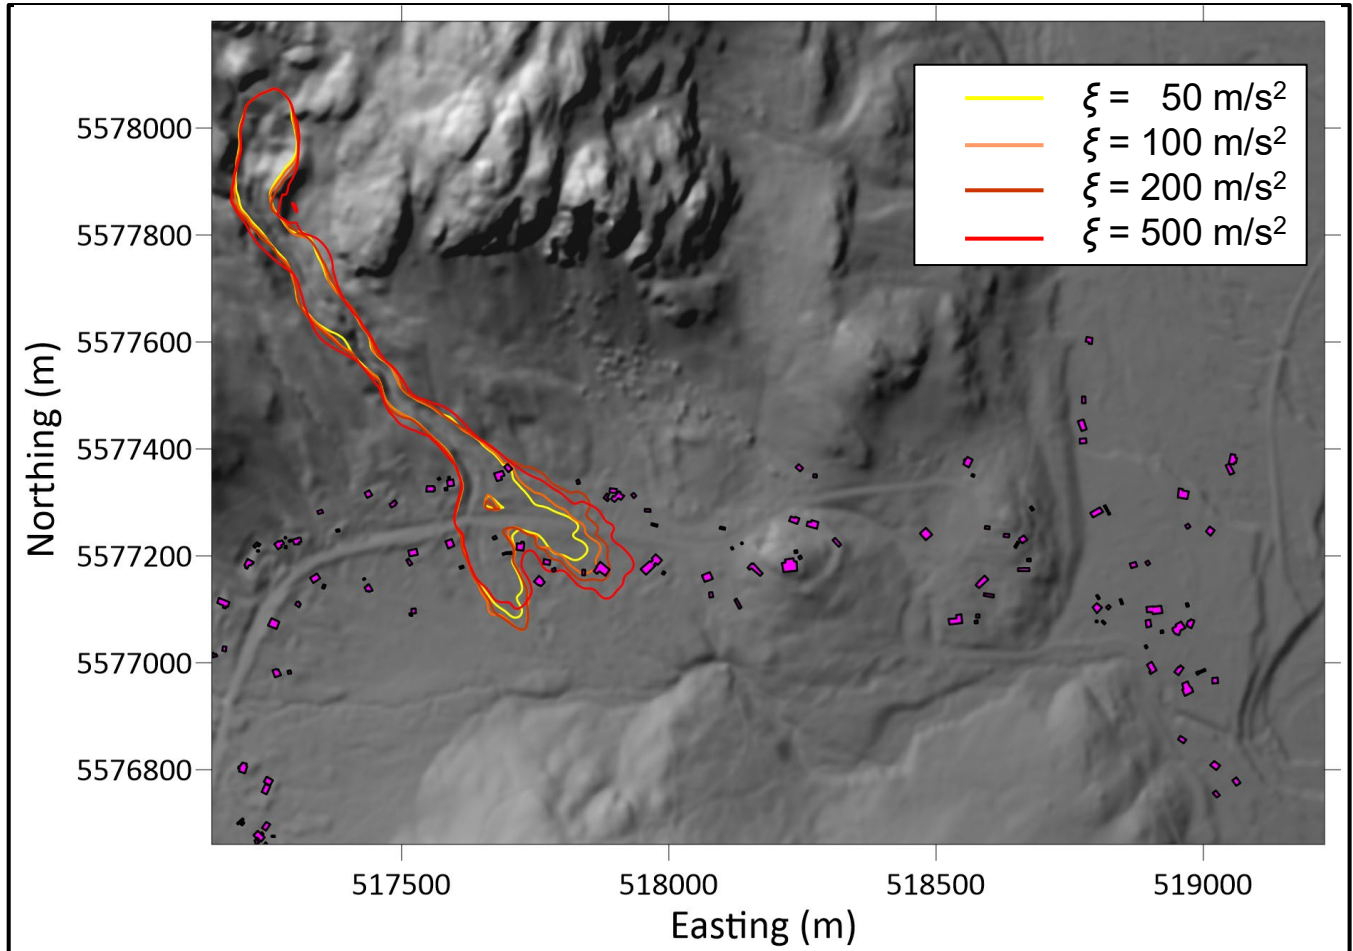 ξ = 50 m/s²
ξ = 100 m/s²
ξ = 200 m/s²
ξ = 500 m/s²
5578000
5577800
5577600
5577400
5577200
5577000
5576800
Northing (m)
517500 518000 518500 519000
Easting (m)